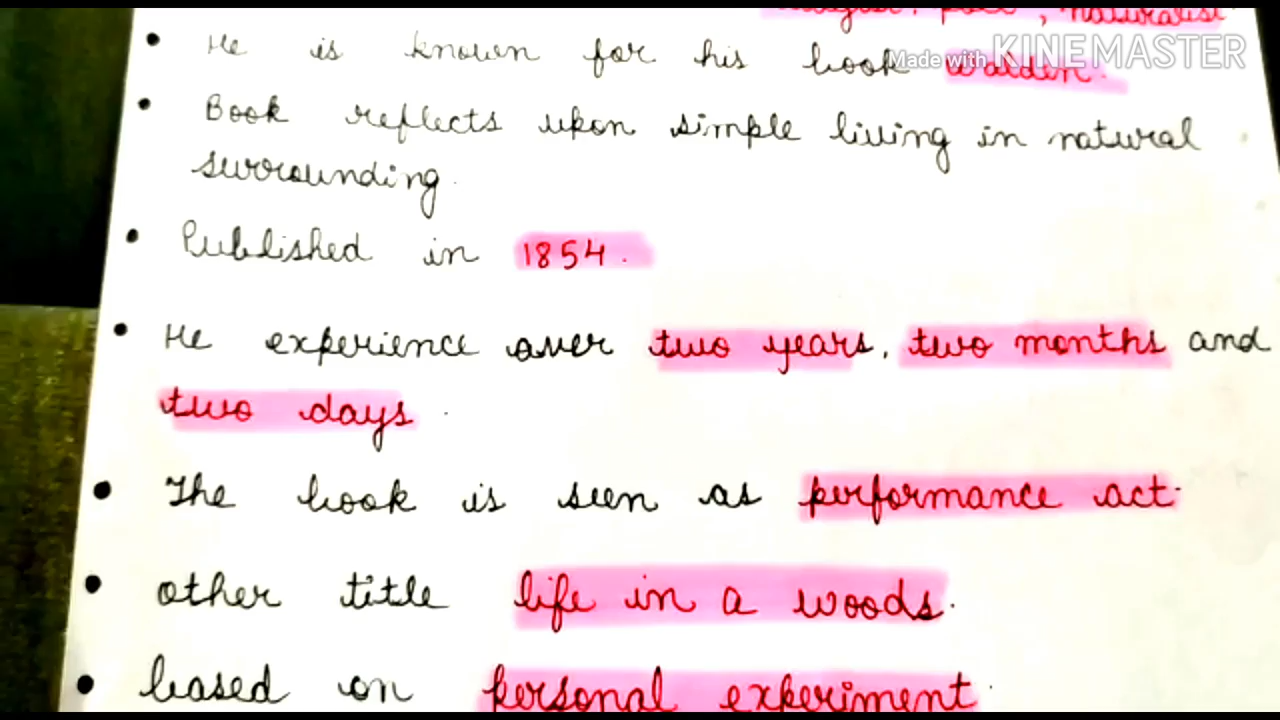 poet, naturalist
• He is known for his book walden.
Made with KINEMASTER
• Book reflects upon simple living in natural
surrounding.
• Published in 1854.
• He experience over two years, two months and
two days.
• The book is seen as performance act.
• other title life in a woods.
• based on personal experiment.